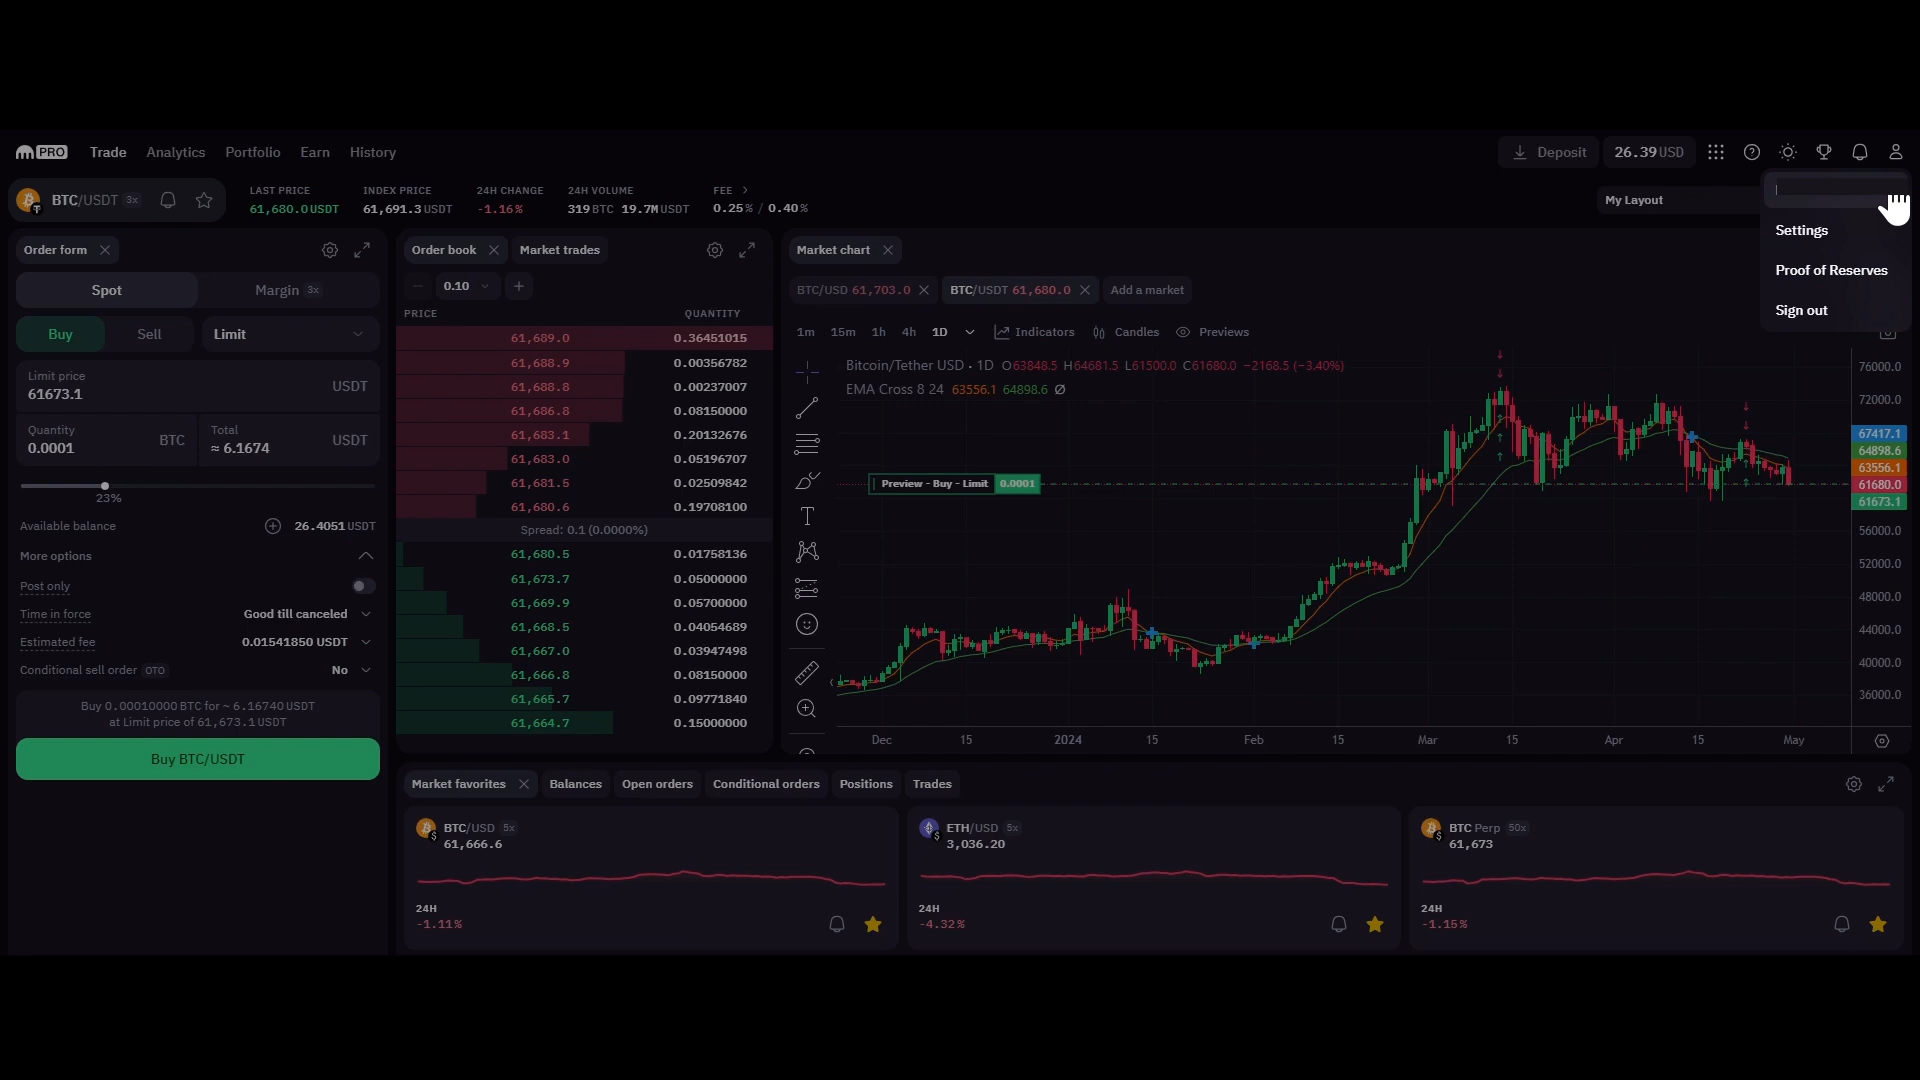 PRO Trade Analytics Portfolio Earn History Deposit 26.39 USD
BTC/USDT 3x
LAST PRICE INDEX PRICE 24H CHANGE 24H VOLUME FEE
61,680.0 USDT 61,691.3 USDT -1.16% 319 BTC 19.7M USDT 0.25% / 0.40%
My Layout
Settings
Proof of Reserves
Sign out
Order form
Spot Margin 3x
Buy Sell Limit
Limit price
61673.1 USDT
Quantity
0.0001 BTC
Total
≈ 6.1674 USDT
23%
Available balance 26.4051 USDT
More options
Post only
Time in force Good till canceled
Estimated fee 0.01541850 USDT
Conditional sell order OTO No
Buy 0.00010000 BTC for ~ 6.16740 USDT
at Limit price of 61,673.1 USDT
Buy BTC/USDT
Order book Market trades
0.10
PRICE QUANTITY
61,689.0 0.36451015
61,688.9 0.00356782
61,688.8 0.00237007
61,686.8 0.08150000
61,683.1 0.20132676
61,683.0 0.05196707
61,681.5 0.02509842
61,680.6 0.19708100
Spread: 0.1 (0.0000%)
61,680.5 0.01758136
61,673.7 0.05000000
61,669.9 0.05700000
61,668.5 0.04054689
61,667.0 0.03947498
61,666.8 0.08150000
61,665.7 0.09771840
61,664.7 0.15000000
Market chart
BTC/USD 61,703.0 BTC/USDT 61,680.0 Add a market
1m 15m 1h 4h 1D Indicators Candles Previews
Bitcoin/Tether USD · 1D O63848.5 H64681.5 L61500.0 C61680.0 −2168.5 (−3.40%)
EMA Cross 8 24 63556.1 64898.6 Ø
Preview - Buy - Limit 0.0001
76000.0
72000.0
67417.1
64898.6
63556.1
61680.0
61673.1
56000.0
52000.0
48000.0
44000.0
40000.0
36000.0
Dec 15 2024 15 Feb 15 Mar 15 Apr 15 May
Market favorites Balances Open orders Conditional orders Positions Trades
BTC/USD 5x
61,666.6
24H
-1.11%
ETH/USD 5x
3,036.20
24H
-4.32%
BTC Perp 50x
61,673
24H
-1.15%